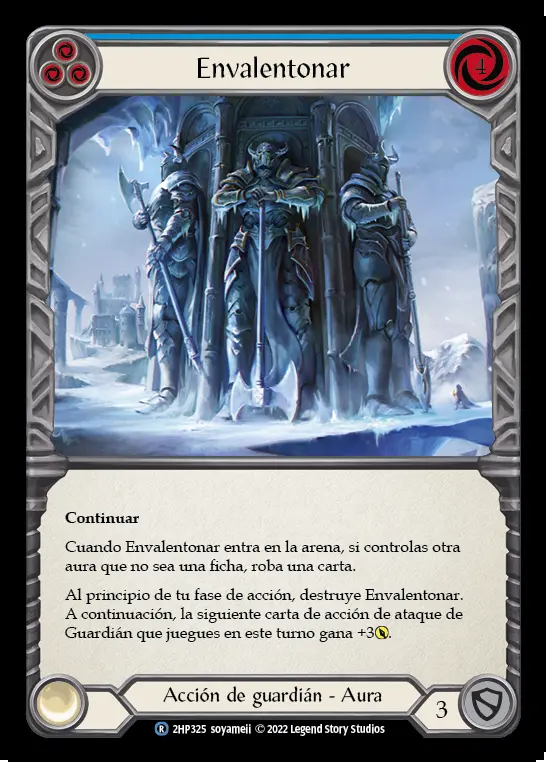 Envalentonar
4
Continuar
Cuando Envalentonar entra en la arena, si controlas otra
aura que no sea una ficha, roba una carta.
Al principio de tu fase de acción, destruye Envalentonar.
A continuación, la siguiente carta de acción de ataque de
Guardián que juegues en este turno gana +3.
Acción de guardián - Aura
3
R 2HP325 soyameii © 2022 Legend Story Studios